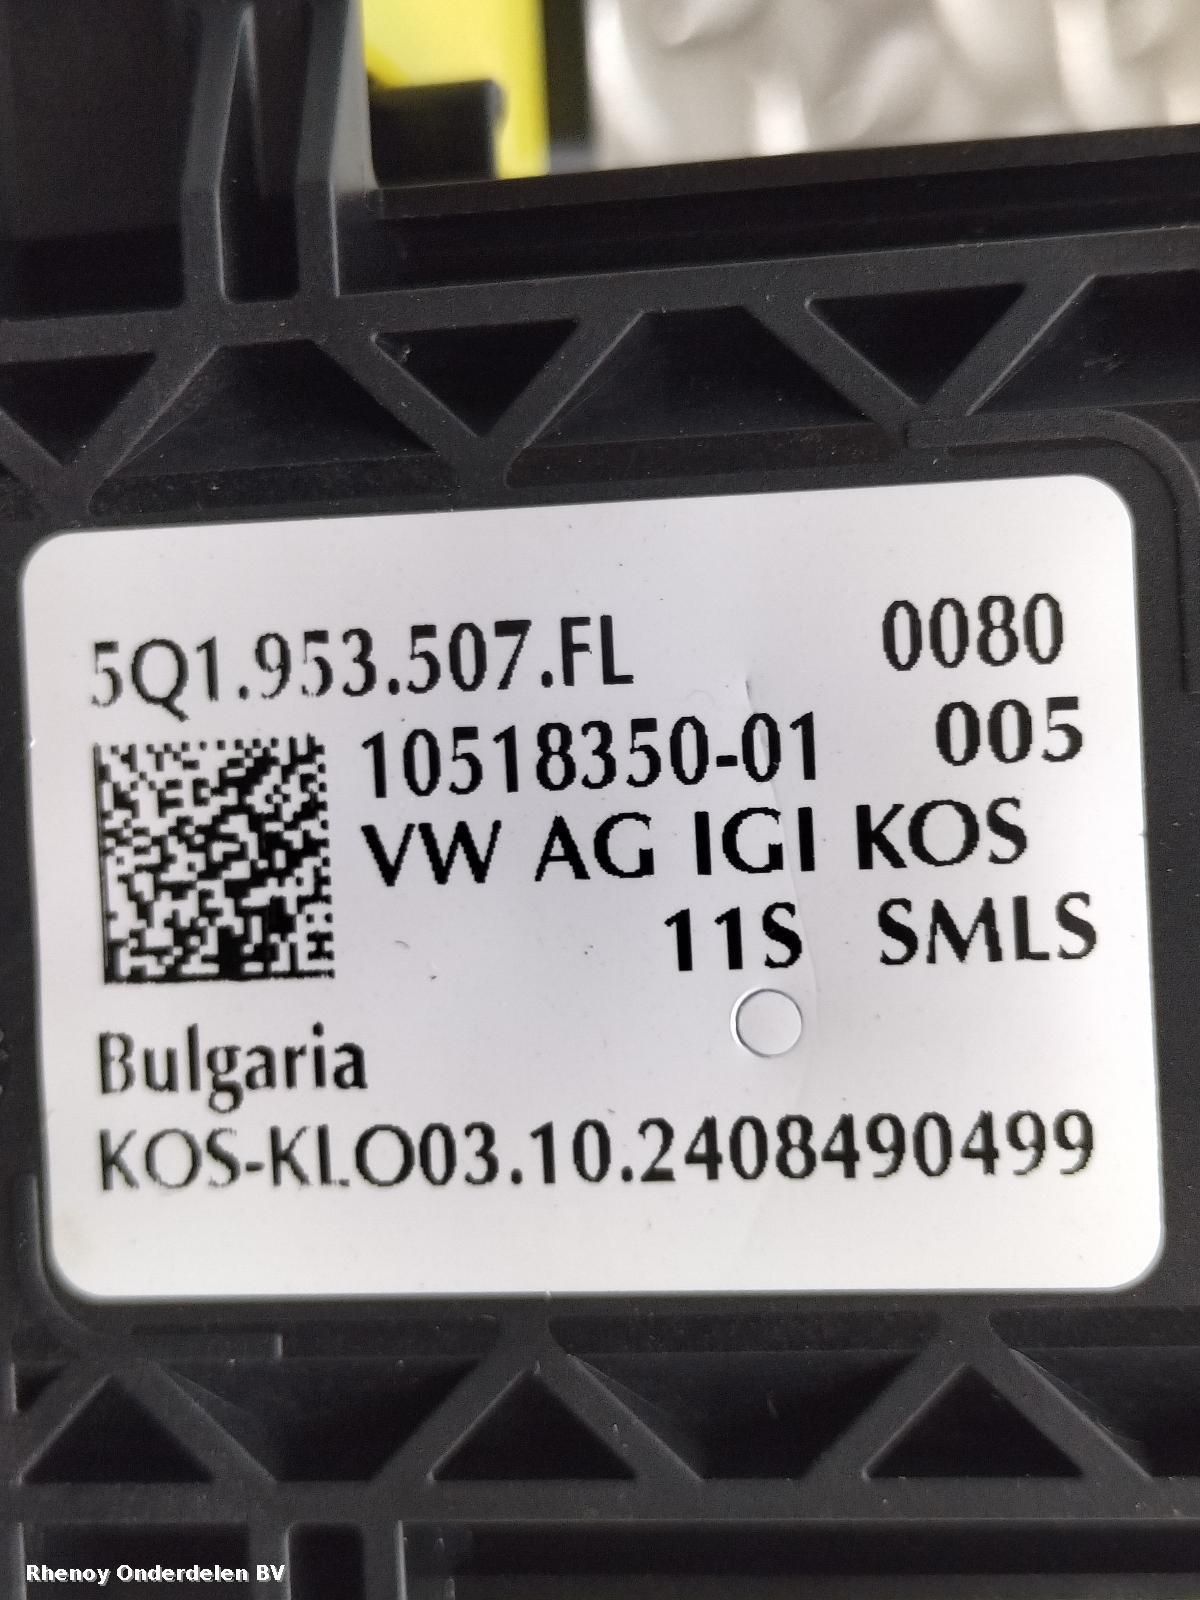 5Q1.953.507.FL 0080
10518350-01 005
VW AG IGI KOS
11S SMLS
Bulgaria
KOS-KLO03.10.2408490499
Rhenoy Onderdelen BV